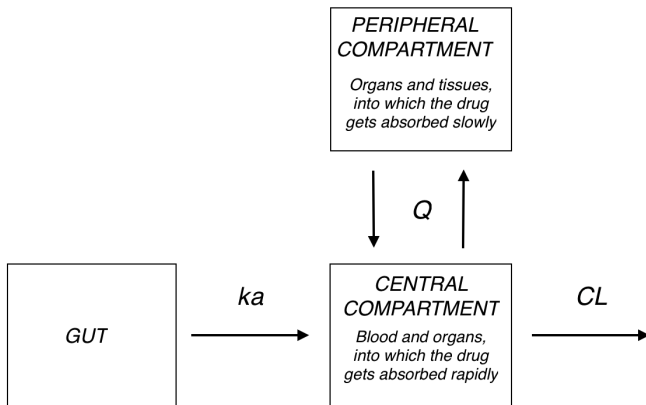 PERIPHERAL
COMPARTMENT
Organs and tissues,
into which the drug
gets absorbed slowly
Q
GUT
ka
CENTRAL
COMPARTMENT
Blood and organs,
into which the drug
gets absorbed rapidly
CL